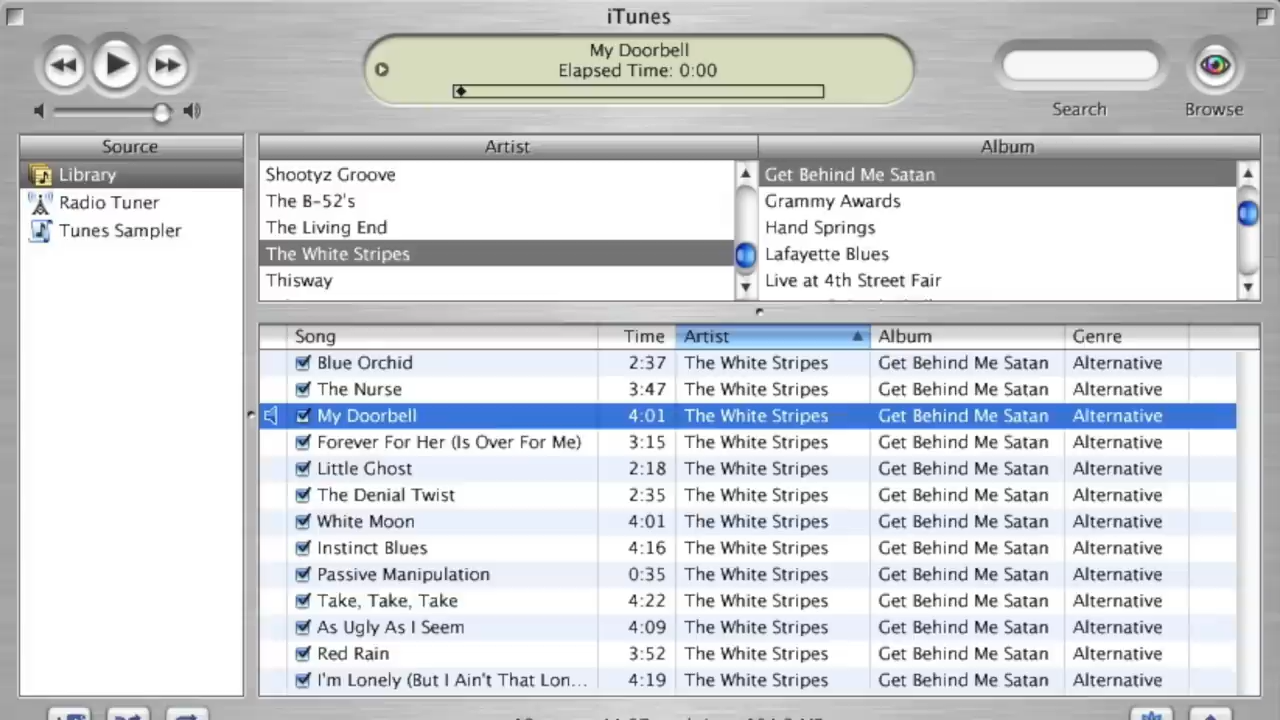 iTunes
My Doorbell
Elapsed Time: 0:00
Search
Browse
Source
Library
Radio Tuner
Tunes Sampler
Artist
Shootyz Groove
The B-52's
The Living End
The White Stripes
Thisway
Album
Get Behind Me Satan
Grammy Awards
Hand Springs
Lafayette Blues
Live at 4th Street Fair
Song Time Artist Album Genre
Blue Orchid 2:37 The White Stripes Get Behind Me Satan Alternative
The Nurse 3:47 The White Stripes Get Behind Me Satan Alternative
My Doorbell 4:01 The White Stripes Get Behind Me Satan Alternative
Forever For Her (Is Over For Me) 3:15 The White Stripes Get Behind Me Satan Alternative
Little Ghost 2:18 The White Stripes Get Behind Me Satan Alternative
The Denial Twist 2:35 The White Stripes Get Behind Me Satan Alternative
White Moon 4:01 The White Stripes Get Behind Me Satan Alternative
Instinct Blues 4:16 The White Stripes Get Behind Me Satan Alternative
Passive Manipulation 0:35 The White Stripes Get Behind Me Satan Alternative
Take, Take, Take 4:22 The White Stripes Get Behind Me Satan Alternative
As Ugly As I Seem 4:09 The White Stripes Get Behind Me Satan Alternative
Red Rain 3:52 The White Stripes Get Behind Me Satan Alternative
I'm Lonely (But I Ain't That Lon... 4:19 The White Stripes Get Behind Me Satan Alternative